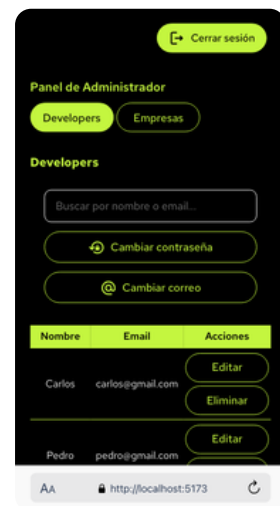 Cerrar sesión
Panel de Administrador
Developers Empresas
Developers
Buscar por nombre o email...
Cambiar contraseña
Cambiar correo
Nombre Email Acciones
Editar
Carlos carlos@gmail.com
Eliminar
Editar
Pedro pedro@gmail.com
AA http://localhost:5173